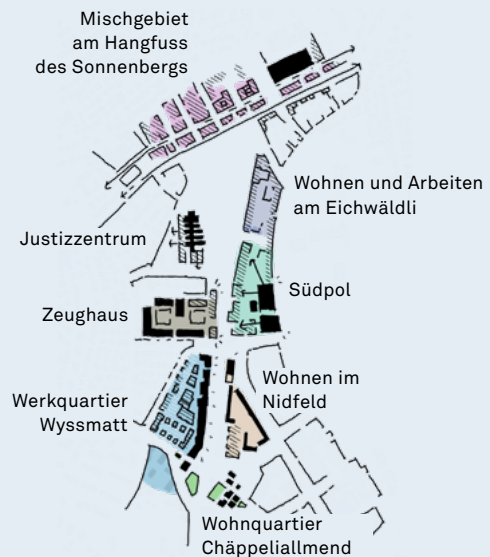 Mischgebiet
am Hangfuss
des Sonnenbergs
Wohnen und Arbeiten
am Eichwäldli
Justizzentrum
Südpol
Zeughaus
Wohnen im
Nidfeld
Werkquartier
Wyssmatt
Wohnquartier
Chäppeliallmend